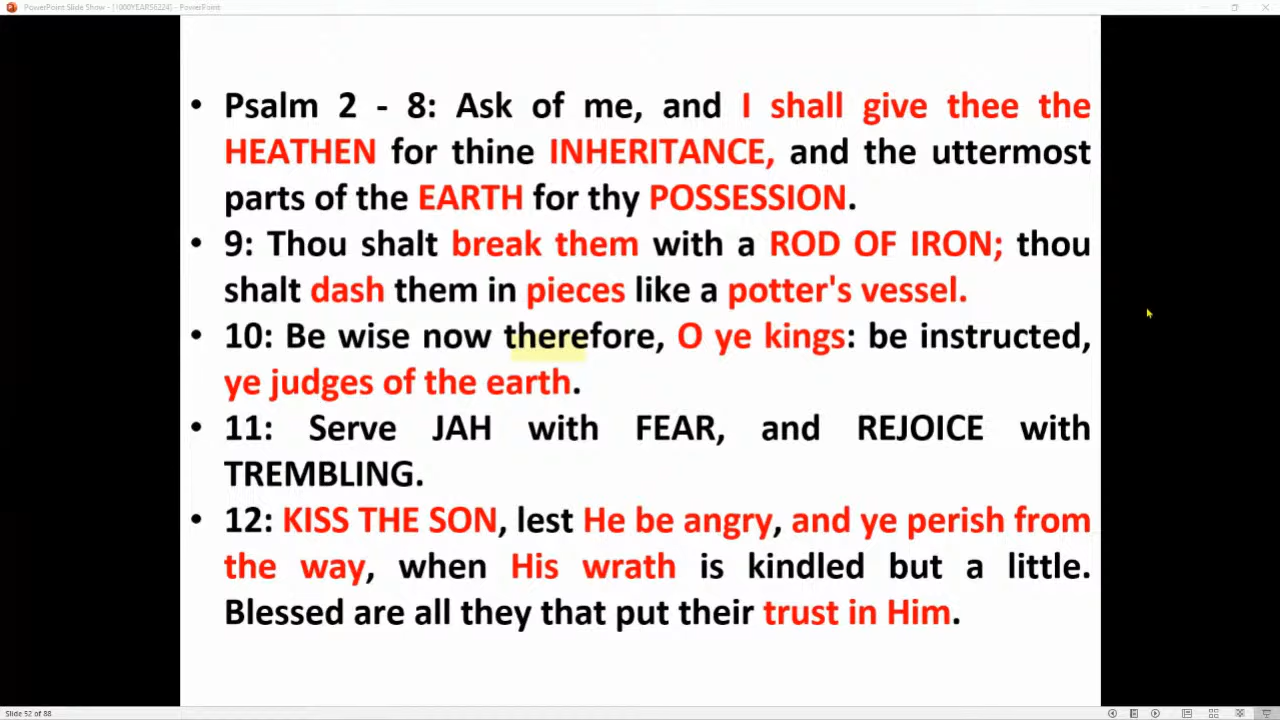 PowerPoint Slide Show - [1000YEARS6224] - PowerPoint
• Psalm 2 - 8: Ask of me, and I shall give thee the
HEATHEN for thine INHERITANCE, and the uttermost
parts of the EARTH for thy POSSESSION.
• 9: Thou shalt break them with a ROD OF IRON; thou
shalt dash them in pieces like a potter's vessel.
• 10: Be wise now therefore, O ye kings: be instructed,
ye judges of the earth.
• 11: Serve JAH with FEAR, and REJOICE with
TREMBLING.
• 12: KISS THE SON, lest He be angry, and ye perish from
the way, when His wrath is kindled but a little.
Blessed are all they that put their trust in Him.
Slide 52 of 88